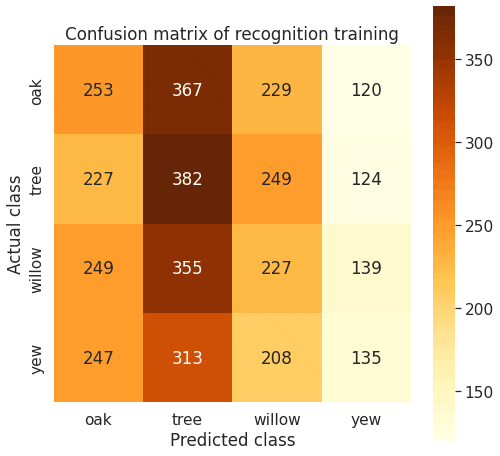 Confusion matrix of recognition training
Actual class
oak 253 367 229 120
tree 227 382 249 124
willow 249 355 227 139
yew 247 313 208 135
oak tree willow yew
Predicted class
350
300
250
200
150